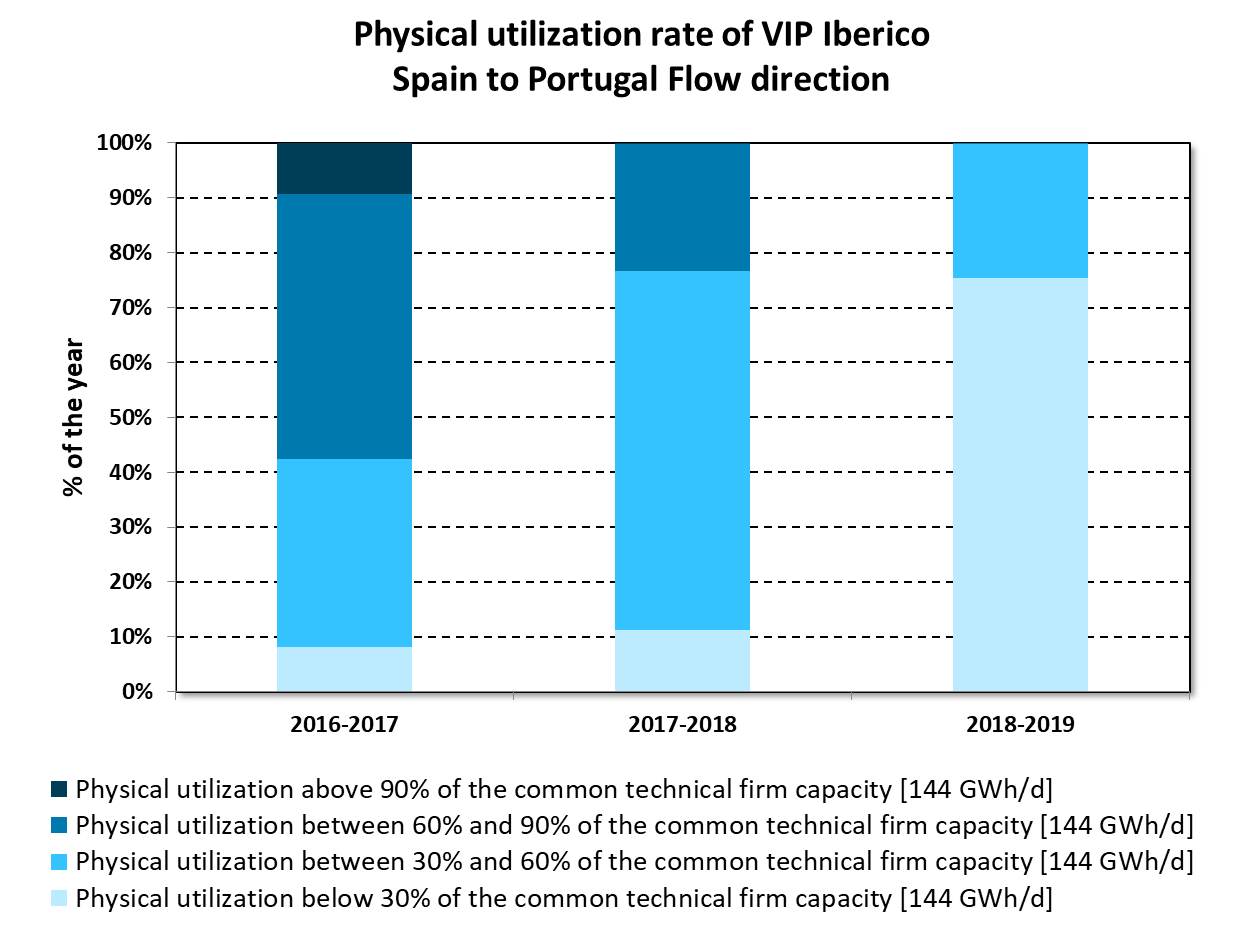 Physical utilization rate of VIP Iberico
Spain to Portugal Flow direction
100%
90%
80%
70%
60%
50%
40%
30%
20%
10%
0%
% of the year
2016-2017
2017-2018
2018-2019
Physical utilization above 90% of the common technical firm capacity [144 GWh/d]
Physical utilization between 60% and 90% of the common technical firm capacity [144 GWh/d]
Physical utilization between 30% and 60% of the common technical firm capacity [144 GWh/d]
Physical utilization below 30% of the common technical firm capacity [144 GWh/d]